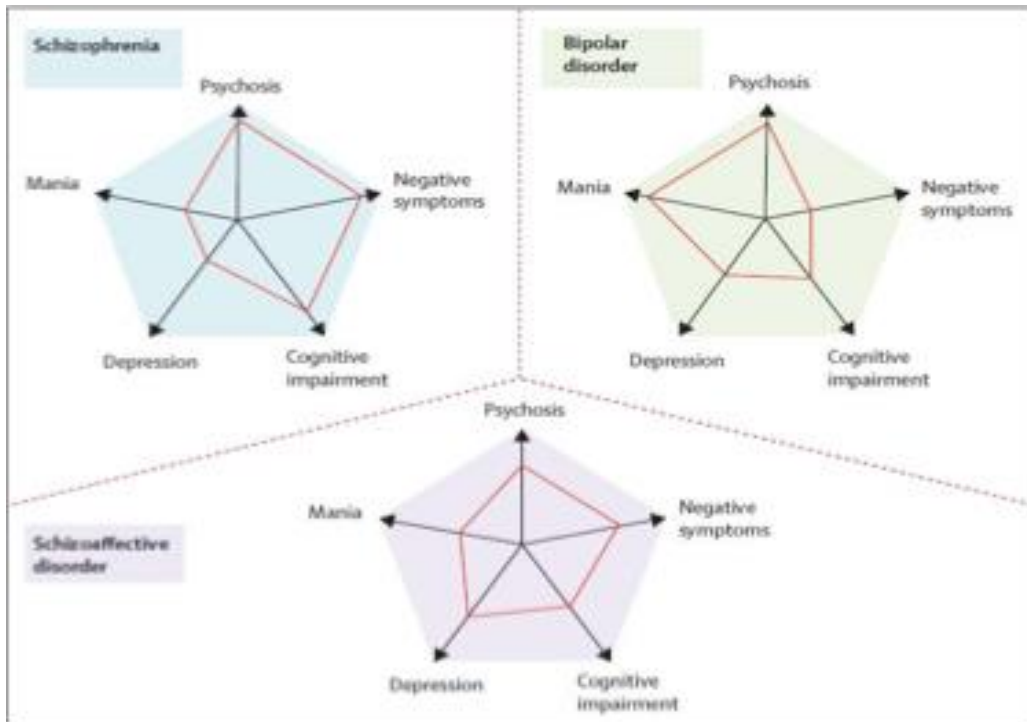 Schizophrenia
Psychosis
Mania
Negative
symptoms
Depression
Cognitive
impairment
Bipolar
disorder
Psychosis
Mania
Negative
symptoms
Depression
Cognitive
impairment
Schizoaffective
disorder
Psychosis
Mania
Negative
symptoms
Depression
Cognitive
impairment